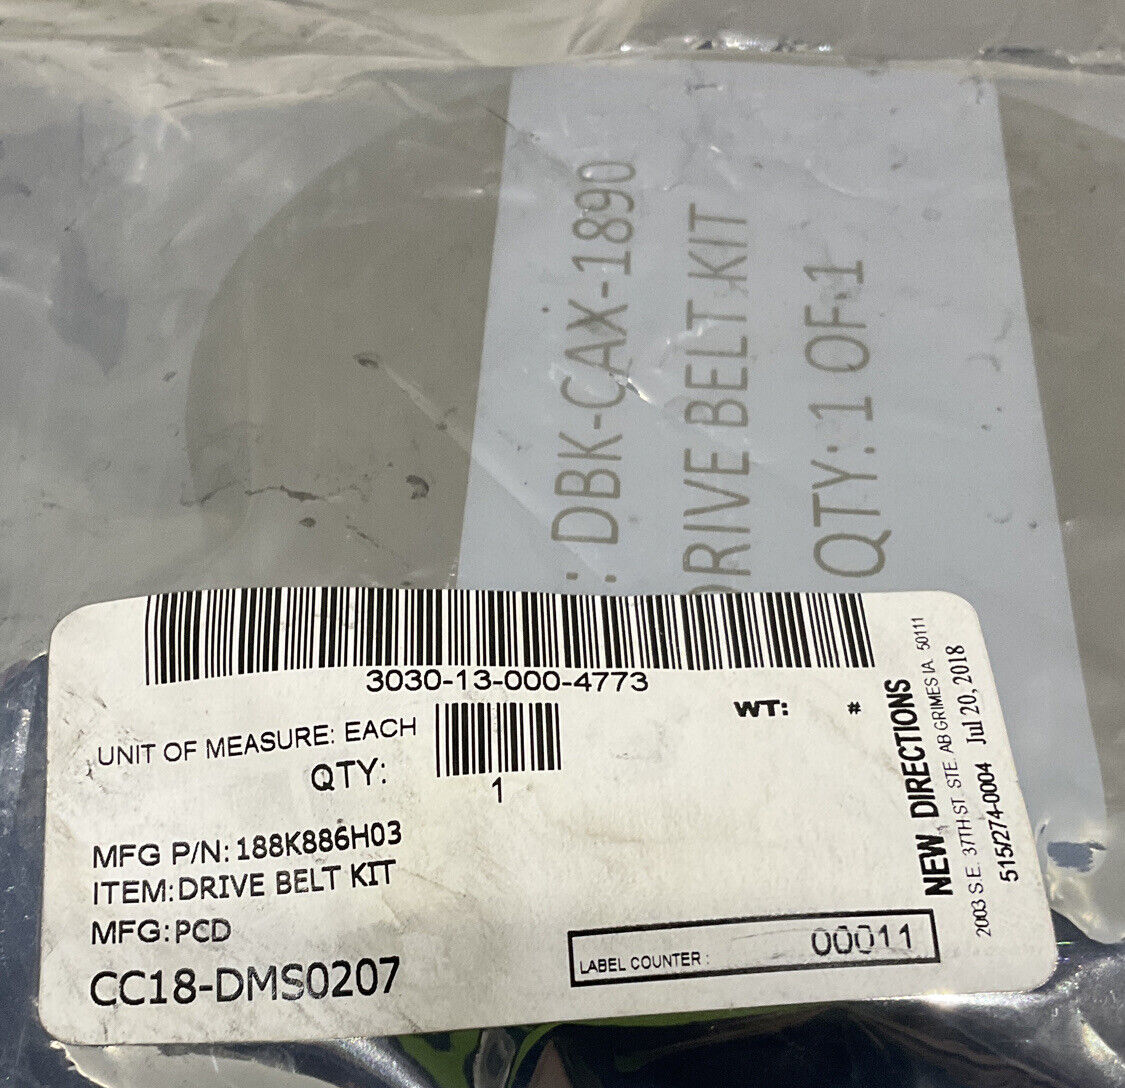 : DBK-CAX-1890
DRIVE BELT KIT
QTY: 1 OF 1
3030-13-000-4773
UNIT OF MEASURE: EACH
QTY:
1
WT: #
MFG P/N: 188K886H03
ITEM: DRIVE BELT KIT
MFG: PCD
CC18-DMS0207
LABEL COUNTER : 00011
NEW DIRECTIONS
2003 S.E. 37TH ST. STE. AB GRIMES IA. 50111
515/274-0004 Jul 20, 2018